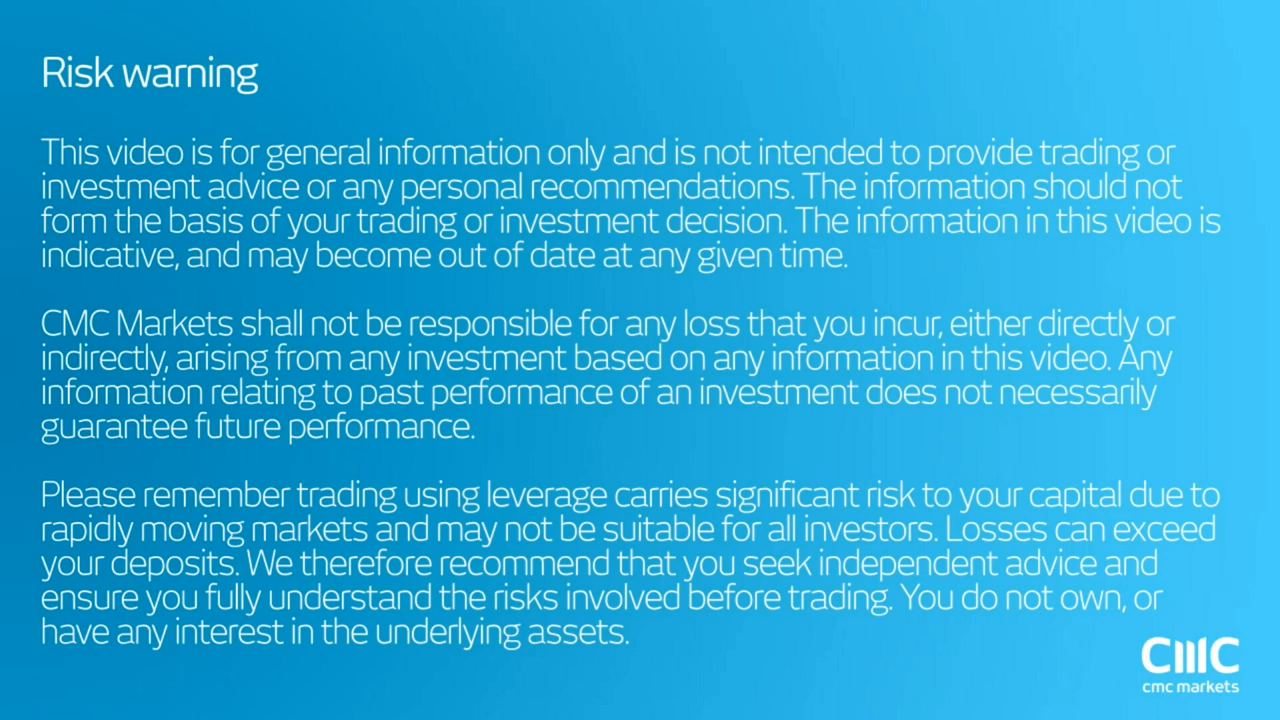 Risk warning
This video is for general information only and is not intended to provide trading or
investment advice or any personal recommendations. The information should not
form the basis of your trading or investment decision. The information in this video is
indicative, and may become out of date at any given time.
CMC Markets shall not be responsible for any loss that you incur, either directly or
indirectly, arising from any investment based on any information in this video. Any
information relating to past performance of an investment does not necessarily
guarantee future performance.
Please remember trading using leverage carries significant risk to your capital due to
rapidly moving markets and may not be suitable for all investors. Losses can exceed
your deposits. We therefore recommend that you seek independent advice and
ensure you fully understand the risks involved before trading. You do not own, or
have any interest in the underlying assets.
CMC
cmc markets